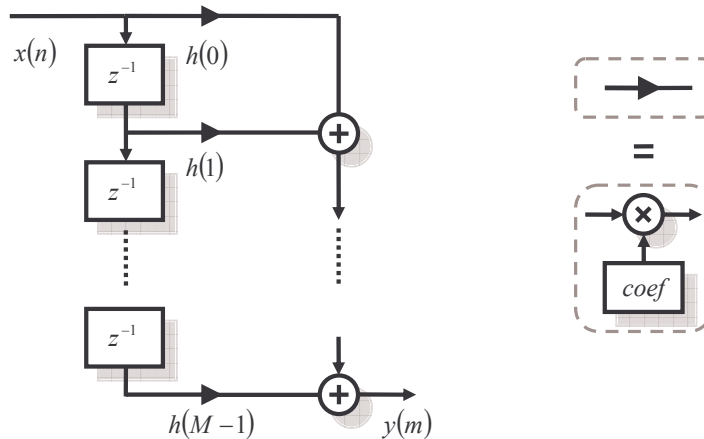 x(n)
h(0)
z⁻¹
h(1)
z⁻¹
z⁻¹
h(M−1)
y(m)
=
coef